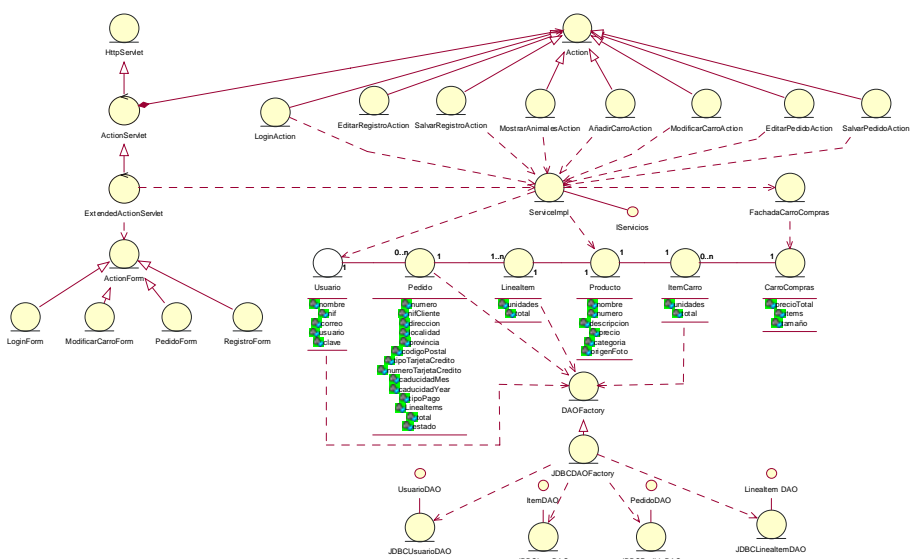 HttpServlet
Action
ActionServlet
LoginAction
EditarRegistroAction
SalvarRegistroAction
MostrarAnimalesAction
AñadirCarroAction
ModificarCarroAction
EditarPedidoAction
SalvarPedidoAction
ExtendedActionServlet
ServiceImpl
IServicios
FachadaCarroCompras
ActionForm
0..n
1
1..n
1
1
0..n
1
1
1
1
Usuario
Pedido
LineaItem
Producto
ItemCarro
CarroCompras
nombre
nif
correo
usuario
clave
numero
nifCliente
direccion
localidad
provincia
codigoPostal
tipoTarjetaCredito
numeroTarjetaCredito
caducidadMes
caducidadYear
tipoPago
LineaItems
total
estado
unidades
total
nombre
numero
descripcion
precio
categoria
origenFoto
unidades
total
precioTotal
items
tamaño
LoginForm
ModificarCarroForm
PedidoForm
RegistroForm
DAOFactory
JDBCDAOFactory
UsuarioDAO
ItemDAO
PedidoDAO
LineaItem DAO
JDBCUsuarioDAO
JDBCLineaItemDAO